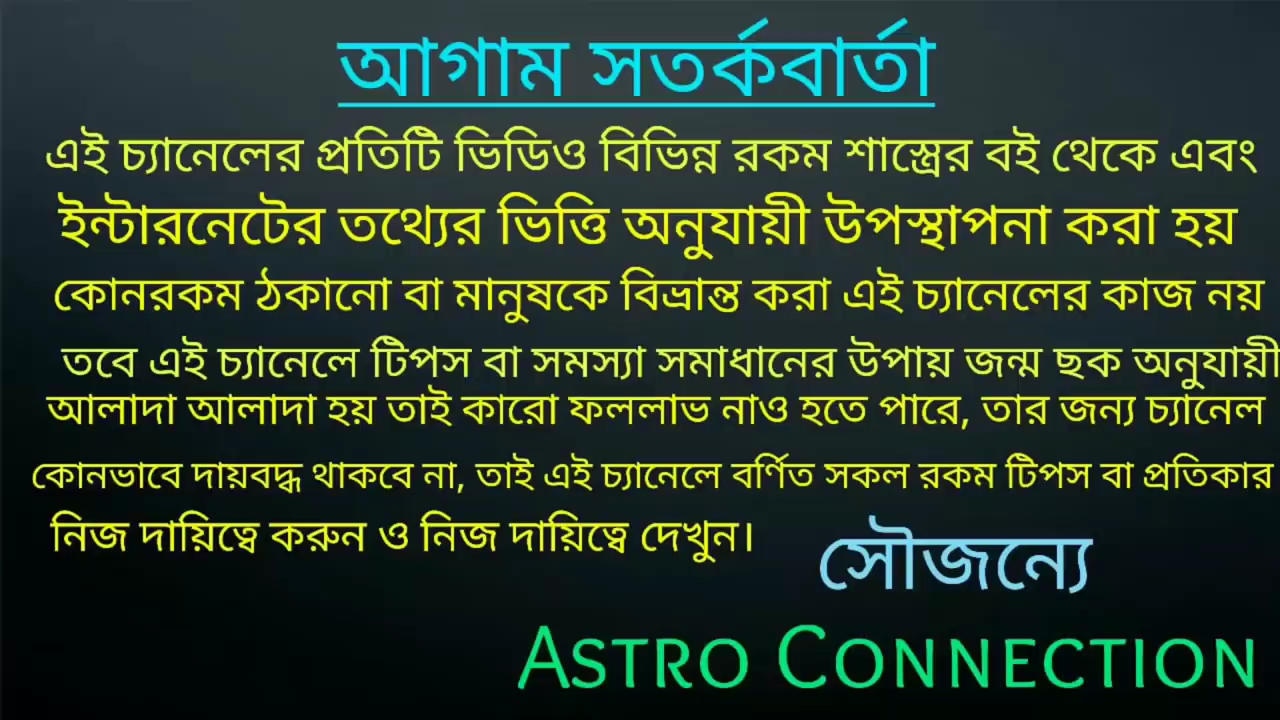 আগাম সতর্কবার্তা
এই চ্যানেলের প্রতিটি ভিডিও বিভিন্ন রকম শাস্ত্রের বই থেকে এবং
ইন্টারনেটের তথ্যের ভিত্তি অনুযায়ী উপস্থাপনা করা হয়
কোনরকম ঠকানো বা মানুষকে বিভ্রান্ত করা এই চ্যানেলের কাজ নয়
তবে এই চ্যানেলে টিপস বা সমস্যা সমাধানের উপায় জন্ম ছক অনুযায়ী
আলাদা আলাদা হয় তাই কারো ফললাভ নাও হতে পারে, তার জন্য চ্যানেল
কোনভাবে দায়বদ্ধ থাকবে না, তাই এই চ্যানেলে বর্ণিত সকল রকম টিপস বা প্রতিকার
নিজ দায়িত্বে করুন ও নিজ দায়িত্বে দেখুন।
সৌজন্যে
ASTRO CONNECTION